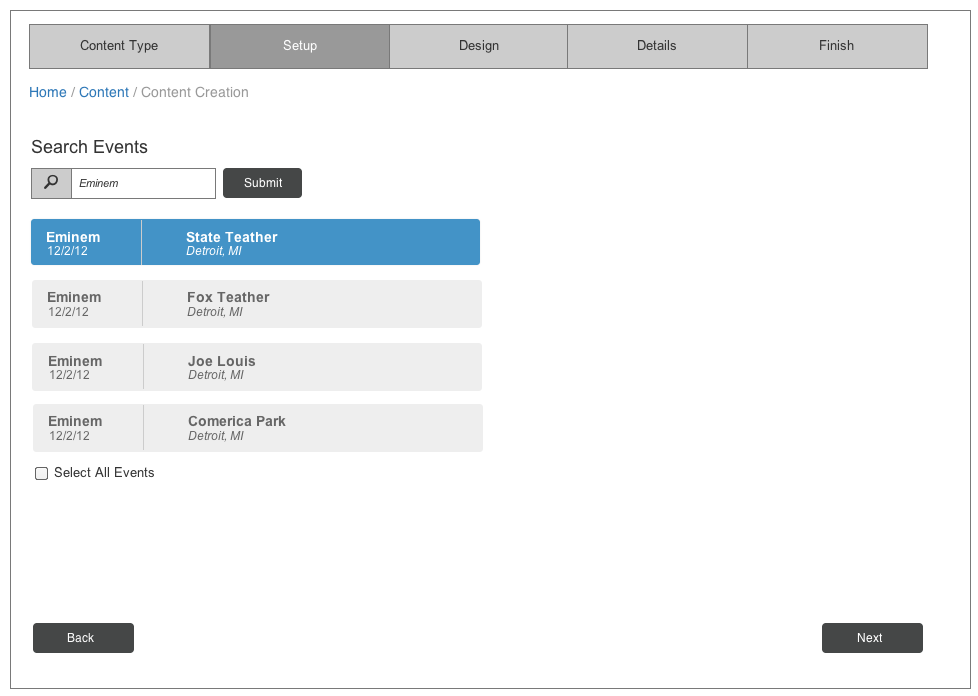 Content Type Setup Design Details Finish
Home / Content / Content Creation
Search Events
Eminem Submit
Eminem State Teather
12/2/12 Detroit, MI
Eminem Fox Teather
12/2/12 Detroit, MI
Eminem Joe Louis
12/2/12 Detroit, MI
Eminem Comerica Park
12/2/12 Detroit, MI
Select All Events
Back Next